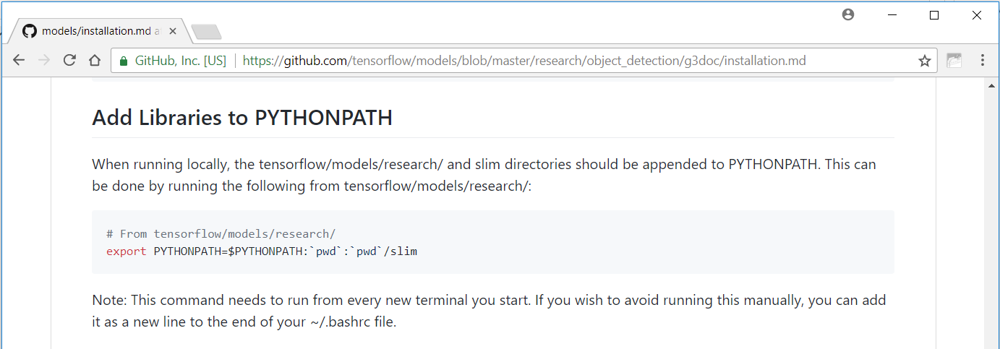 models/installation.md a
GitHub, Inc. [US] https://github.com/tensorflow/models/blob/master/research/object_detection/g3doc/installation.md
Add Libraries to PYTHONPATH
When running locally, the tensorflow/models/research/ and slim directories should be appended to PYTHONPATH. This can
be done by running the following from tensorflow/models/research/:
# From tensorflow/models/research/
export PYTHONPATH=$PYTHONPATH:`pwd`:`pwd`/slim
Note: This command needs to run from every new terminal you start. If you wish to avoid running this manually, you can add
it as a new line to the end of your ~/.bashrc file.